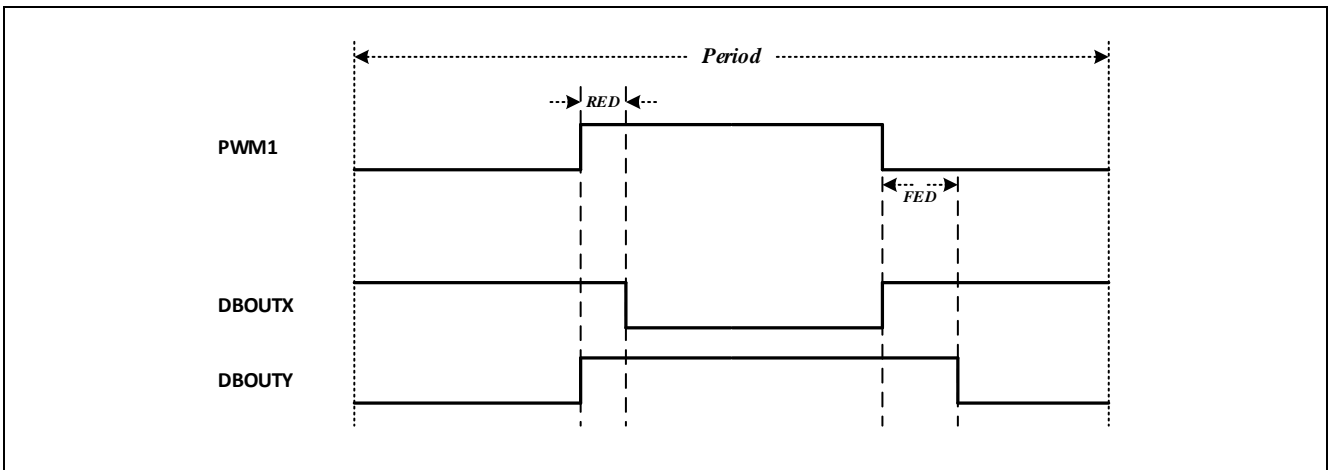 Period
RED
PWM1
FED
DBOUTX
DBOUTY